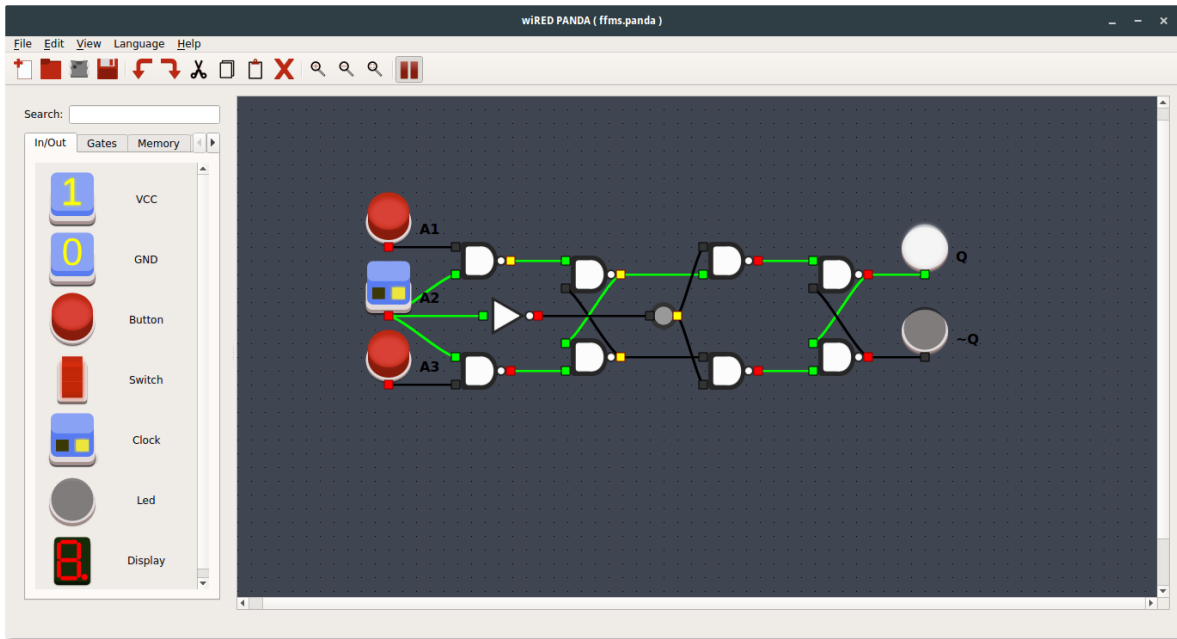 wiRED PANDA ( ffms.panda )
File Edit View Language Help
Search:
In/Out Gates Memory
1 VCC
0 GND
Button
Switch
Clock
Led
8. Display
A1
A2
A3
Q
~Q